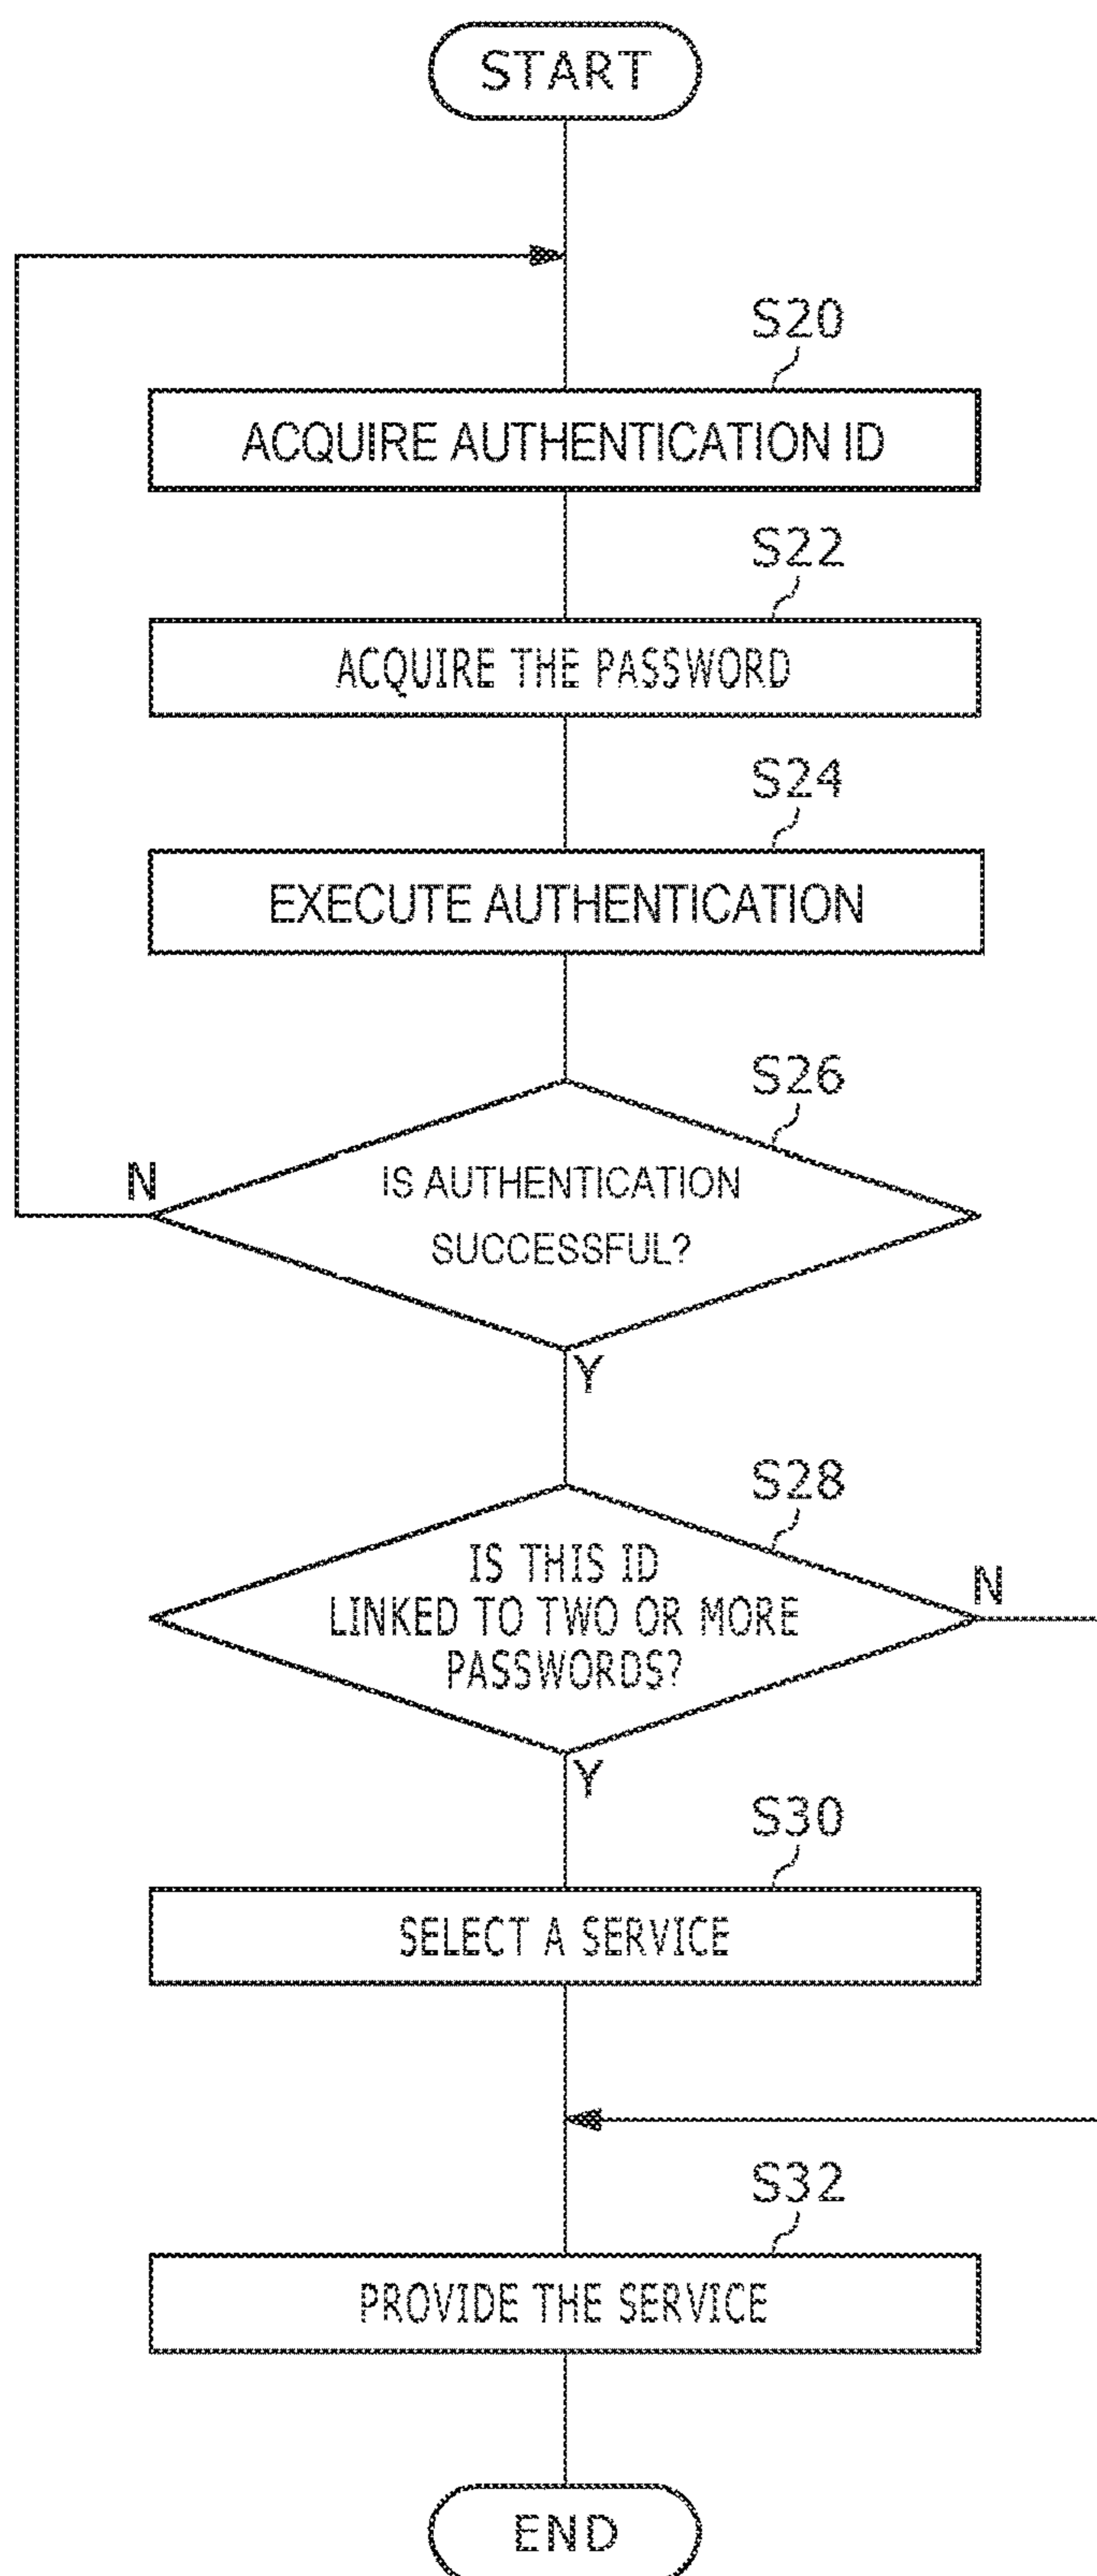 START
S20
ACQUIRE AUTHENTICATION ID
S22
ACQUIRE THE PASSWORD
S24
EXECUTE AUTHENTICATION
S26
N
IS AUTHENTICATION
SUCCESSFUL?
Y
S28
IS THIS ID
LINKED TO TWO OR MORE
PASSWORDS?
N
Y
S30
SELECT A SERVICE
S32
PROVIDE THE SERVICE
END